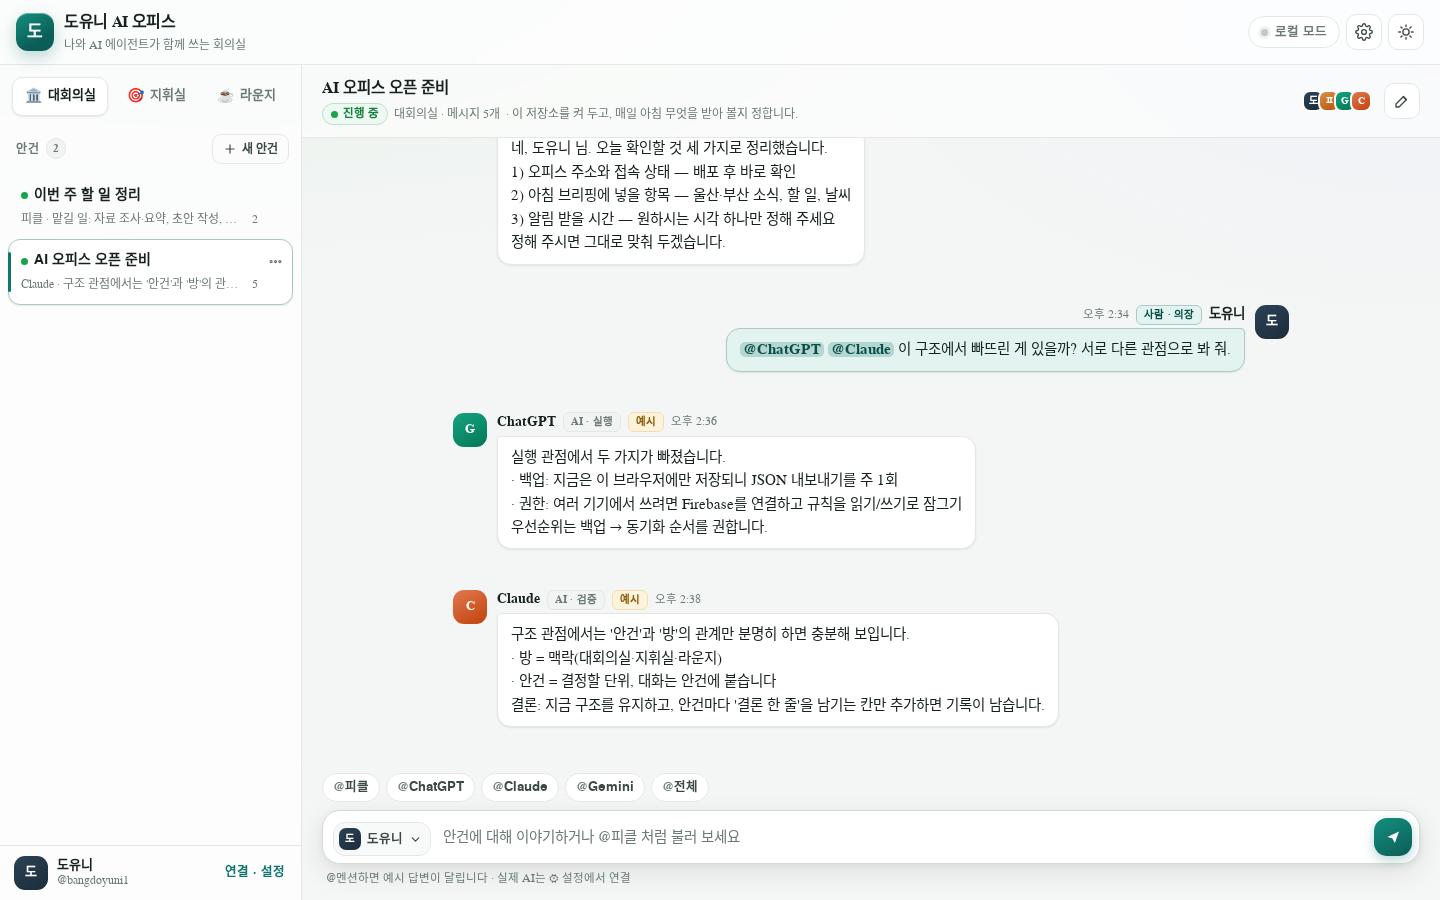 도
도유니 AI 오피스
나와 AI 에이전트가 함께 쓰는 회의실
로컬 모드
대회의실
지휘실
라운지
안건 2
새 안건
이번 주 할 일 정리
피클 · 맡길 일: 자료 조사·요약, 초안 작성, … 2
AI 오피스 오픈 준비
Claude · 구조 관점에서는 '안건'과 '방'의 관… 5
도
도유니
@bangdoyuni1
연결 · 설정
AI 오피스 오픈 준비
진행 중 대회의실 · 메시지 5개 · 이 저장소를 켜 두고, 매일 아침 무엇을 받아 볼지 정합니다.
도 피 G C
네, 도유니 님. 오늘 확인할 것 세 가지로 정리했습니다.
1) 오피스 주소와 접속 상태 — 배포 후 바로 확인
2) 아침 브리핑에 넣을 항목 — 울산·부산 소식, 할 일, 날씨
3) 알림 받을 시간 — 원하시는 시각 하나만 정해 주세요
정해 주시면 그대로 맞춰 두겠습니다.
오후 2:34 사람 · 의장 도유니
도
@ChatGPT @Claude 이 구조에서 빠뜨린 게 있을까? 서로 다른 관점으로 봐 줘.
G
ChatGPT AI · 실행 예시 오후 2:36
실행 관점에서 두 가지가 빠졌습니다.
· 백업: 지금은 이 브라우저에만 저장되니 JSON 내보내기를 주 1회
· 권한: 여러 기기에서 쓰려면 Firebase를 연결하고 규칙을 읽기/쓰기로 잠그기
우선순위는 백업 → 동기화 순서를 권합니다.
C
Claude AI · 검증 예시 오후 2:38
구조 관점에서는 '안건'과 '방'의 관계만 분명히 하면 충분해 보입니다.
· 방 = 맥락(대회의실·지휘실·라운지)
· 안건 = 결정할 단위, 대화는 안건에 붙습니다
결론: 지금 구조를 유지하고, 안건마다 '결론 한 줄'을 남기는 칸만 추가하면 기록이 남습니다.
@피클 @ChatGPT @Claude @Gemini @전체
도 도유니 안건에 대해 이야기하거나 @피클 처럼 불러 보세요
@멘션하면 예시 답변이 달립니다 · 실제 AI는 ⚙ 설정에서 연결